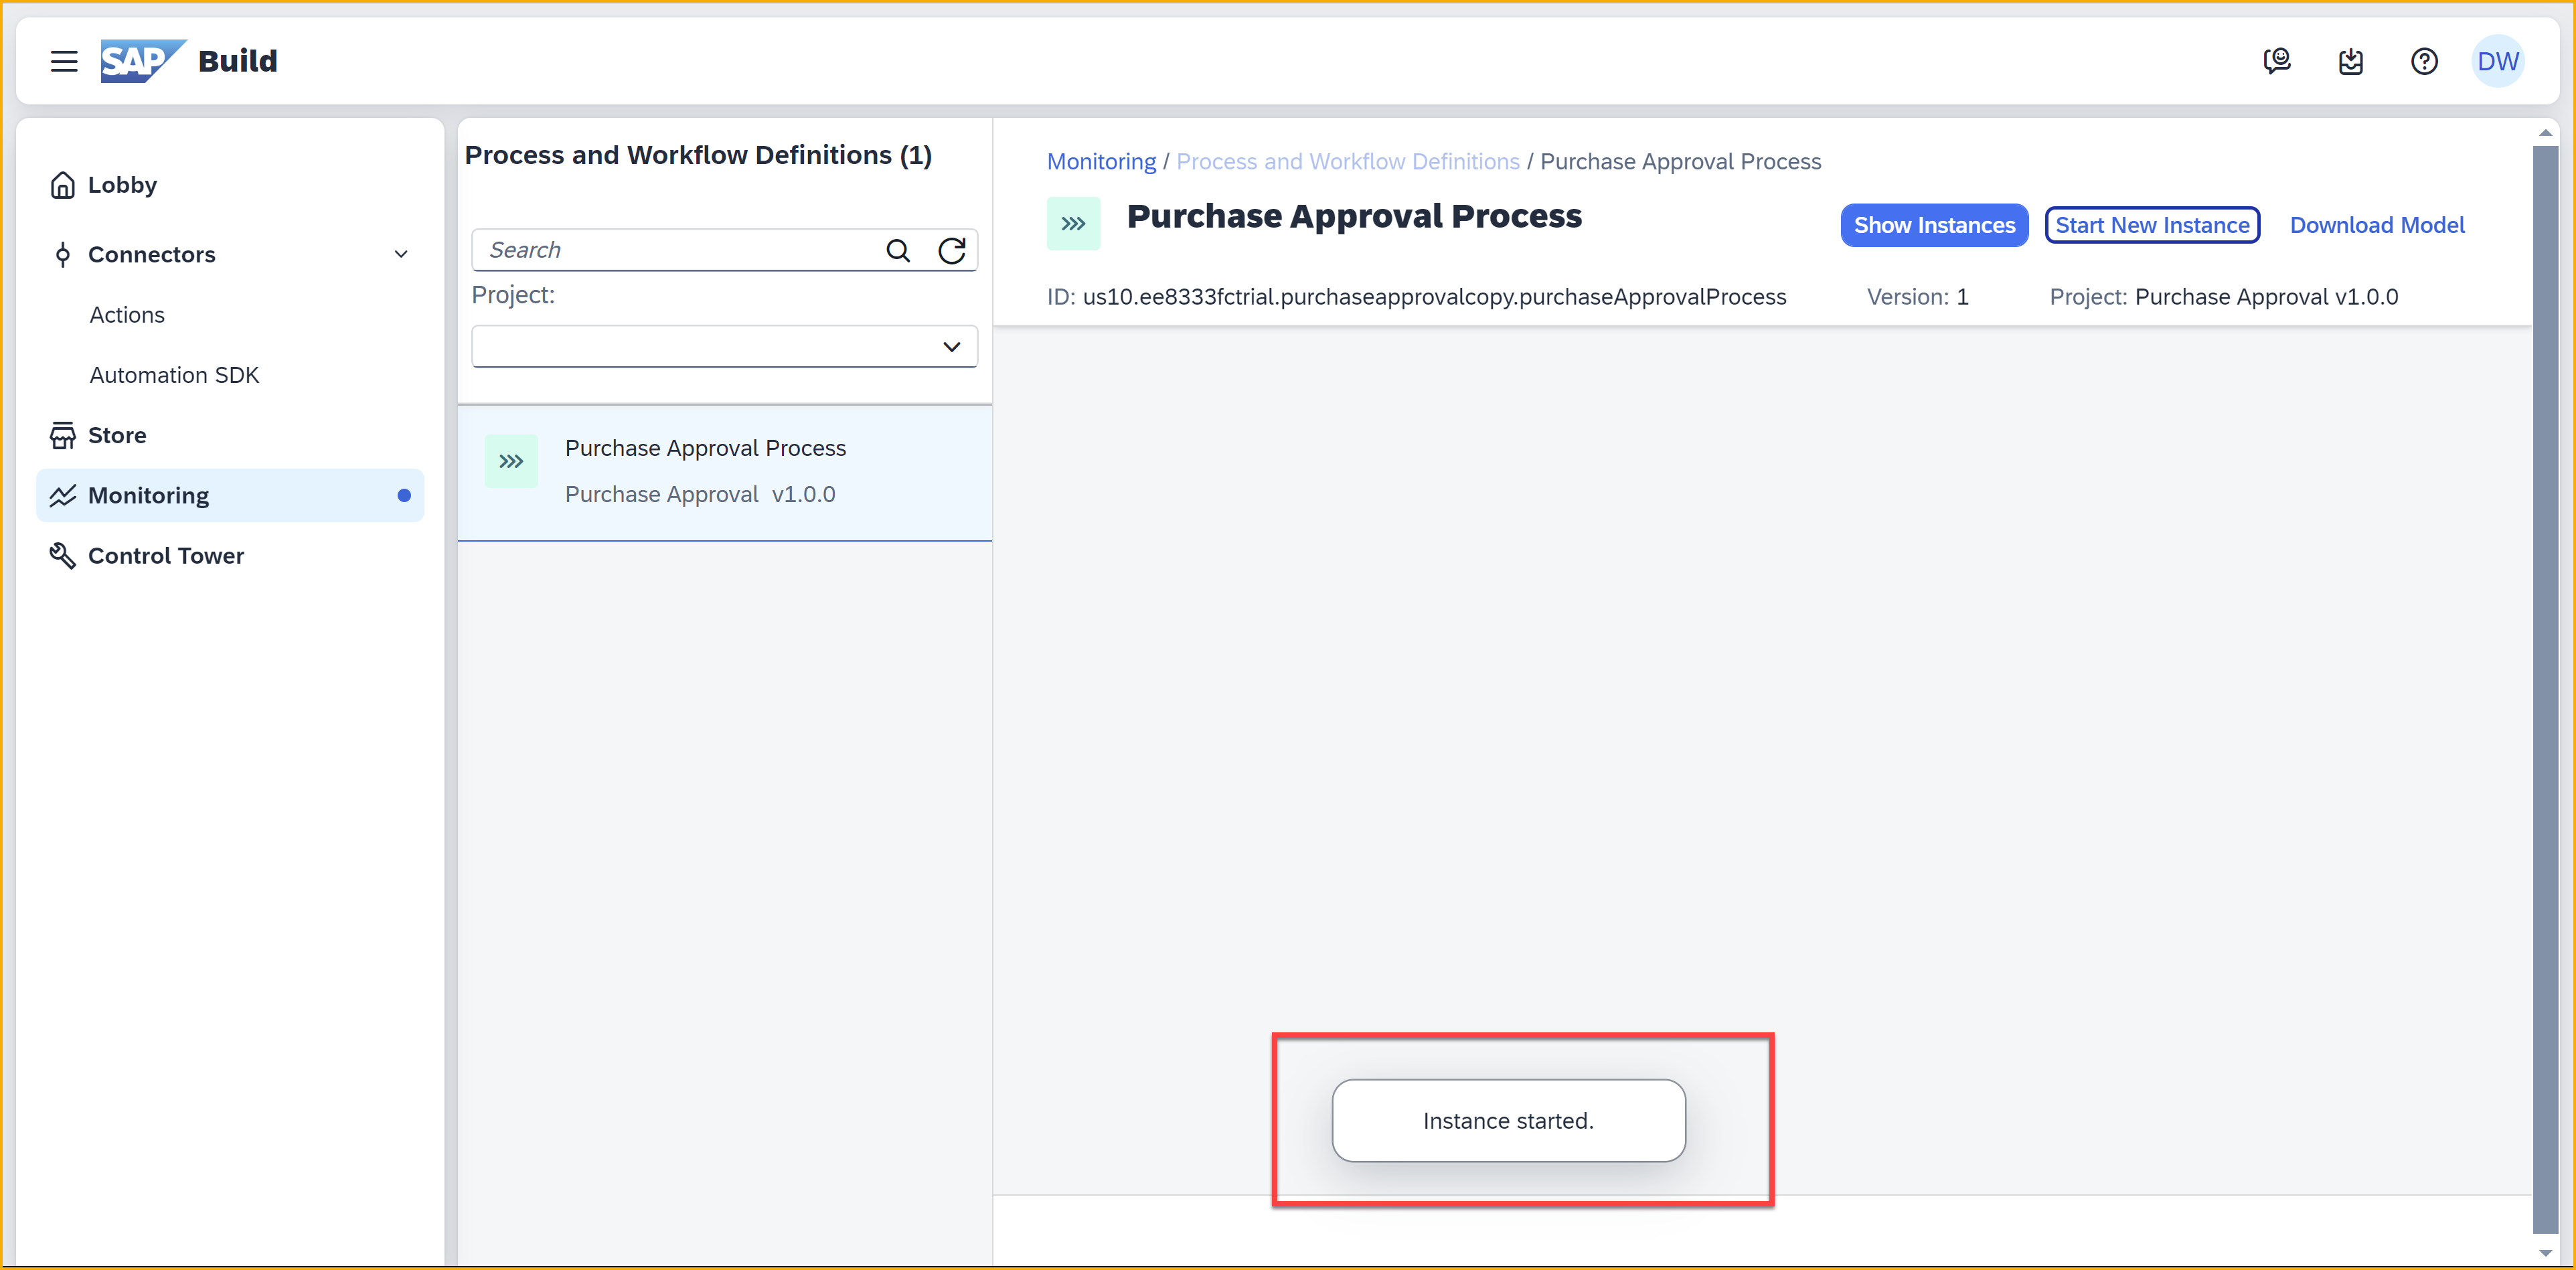 SAP Build
DW
Lobby
Connectors
Actions
Automation SDK
Store
Monitoring
Control Tower
Process and Workflow Definitions (1)
Search
Project:
Purchase Approval Process
Purchase Approval v1.0.0
Monitoring / Process and Workflow Definitions / Purchase Approval Process
Purchase Approval Process
Show Instances
Start New Instance
Download Model
ID: us10.ee8333fctrial.purchaseapprovalcopy.purchaseApprovalProcess
Version: 1
Project: Purchase Approval v1.0.0
Instance started.